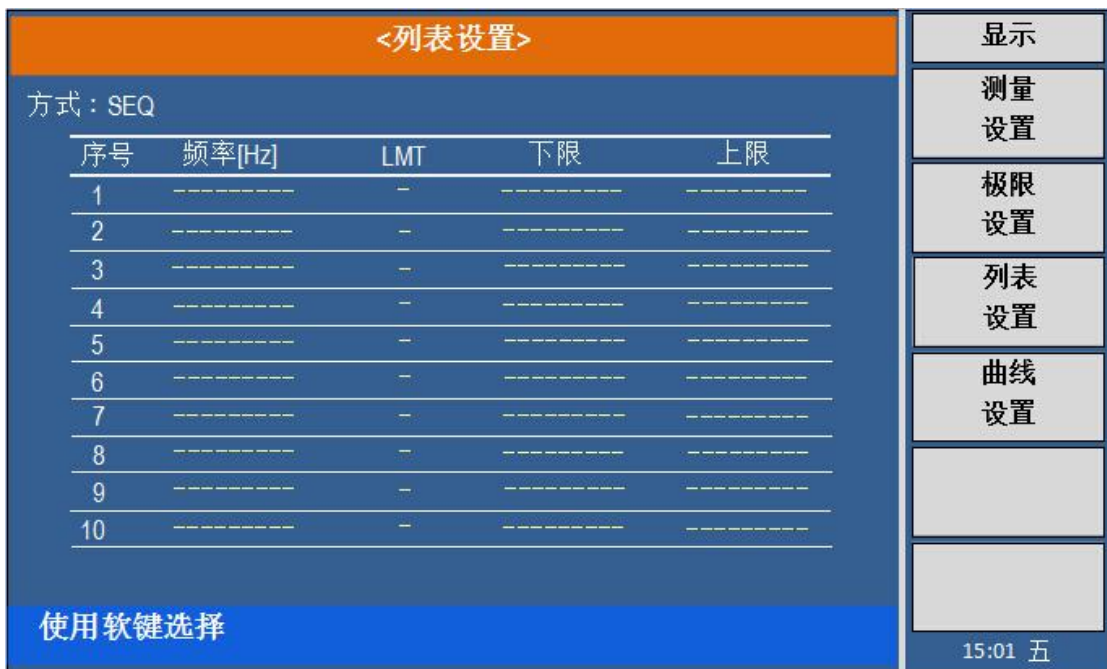 <列表设置>
方式：SEQ
序号 频率[Hz] LMT 下限 上限
1 --------- - --------- ---------
2 --------- - --------- ---------
3 --------- - --------- ---------
4 --------- - --------- ---------
5 --------- - --------- ---------
6 --------- - --------- ---------
7 --------- - --------- ---------
8 --------- - --------- ---------
9 --------- - --------- ---------
10 --------- - --------- ---------
使用软键选择
显示
测量
设置
极限
设置
列表
设置
曲线
设置
15:01 五